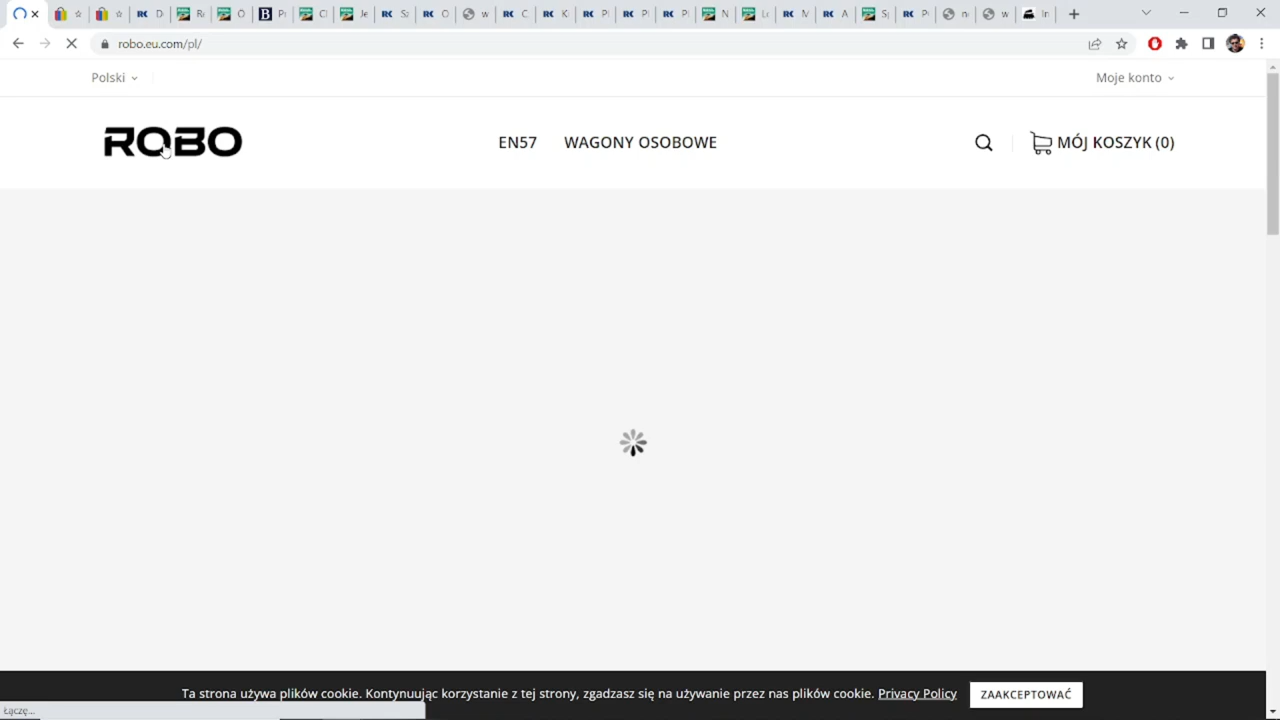 robo.eu.com/pl/
Polski
Moje konto
ROBO
EN57
WAGONY OSOBOWE
MÓJ KOSZYK (0)
Ta strona używa plików cookie. Kontynuując korzystanie z tej strony, zgadzasz się na używanie przez nas plików cookie. Privacy Policy
ZAAKCEPTOWAĆ
Łączę...